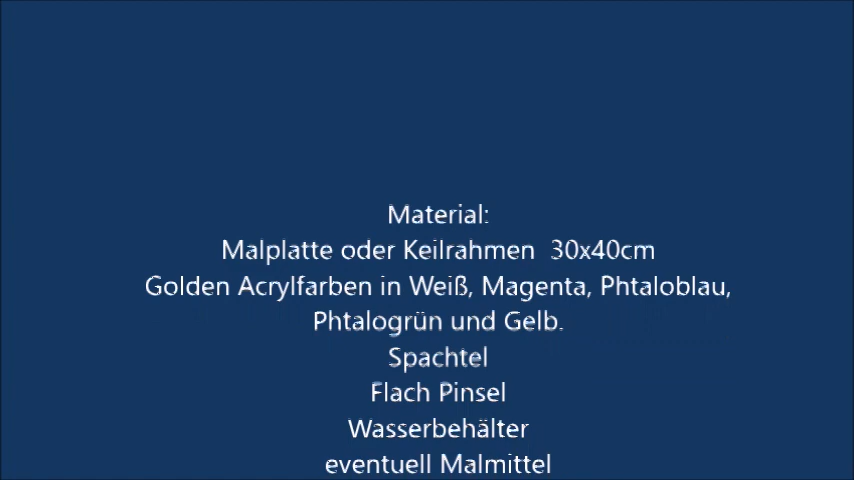 Material:
Malplatte oder Keilrahmen  30x40cm
Golden Acrylfarben in Weiß, Magenta, Phtaloblau,
Phtalogrün und Gelb.
Spachtel
Flach Pinsel
Wasserbehälter
eventuell Malmittel